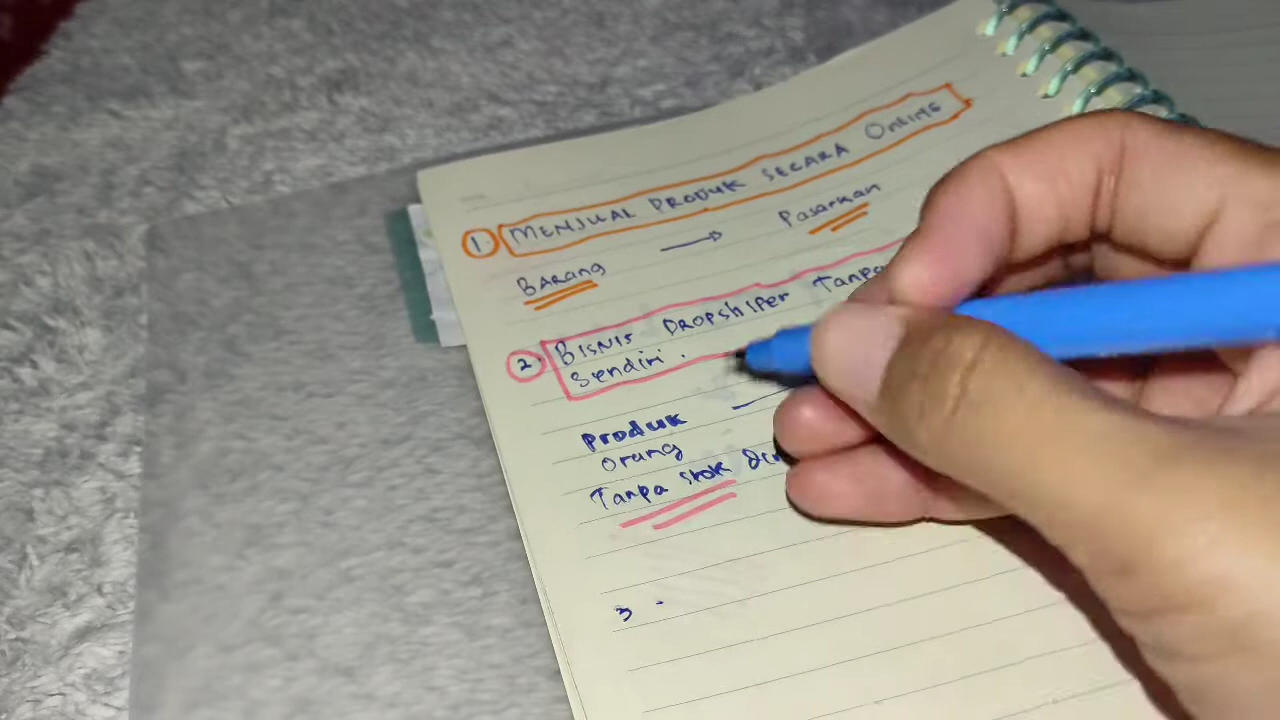 1. MENJUAL PRODUK SECARA ONLINE
BARang → Pasarkan
2. BISNIS DROPSHIPER Tanpa
Sendiri.
Produk
orang
Tanpa stok
3.